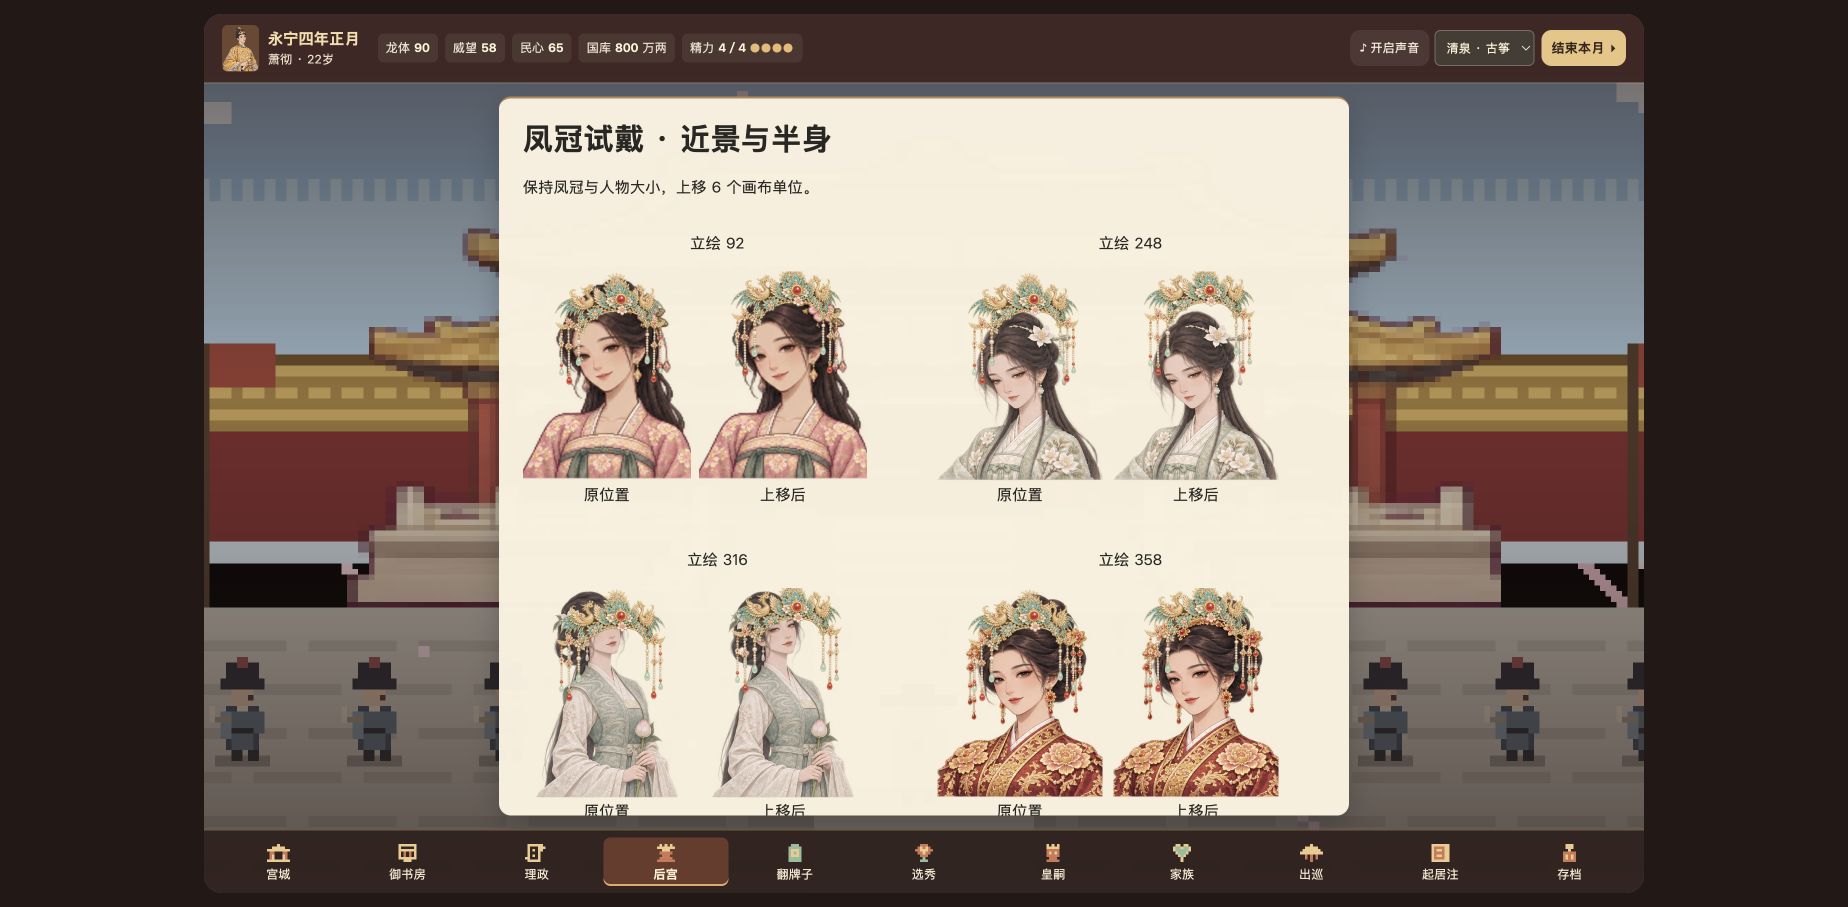 永宁四年正月
萧彻 · 22岁
龙体 90
威望 58
民心 65
国库 800 万两
精力 4 / 4
♪ 开启声音
清泉 · 古筝
结束本月
凤冠试戴 · 近景与半身
保持凤冠与人物大小，上移 6 个画布单位。
立绘 92
立绘 248
原位置
上移后
原位置
上移后
立绘 316
立绘 358
原位置
上移后
原位置
上移后
宫城
御书房
理政
后宫
翻牌子
选秀
皇嗣
家族
出巡
起居注
存档